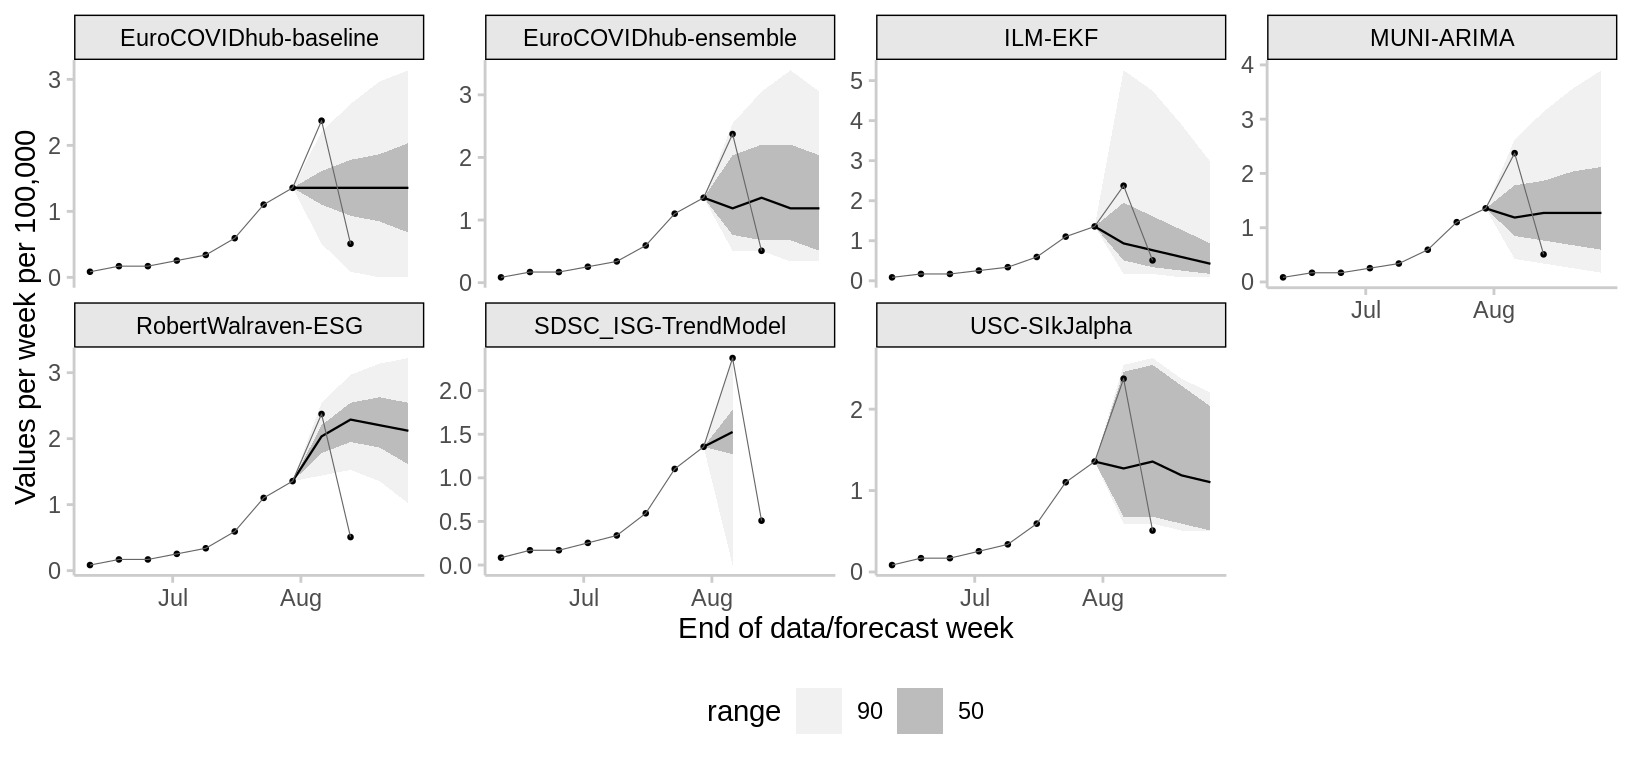 EuroCOVIDhub-baseline
EuroCOVIDhub-ensemble
ILM-EKF
MUNI-ARIMA
3
2
1
0
3
2
1
0
5
4
3
2
1
0
4
3
2
1
0
Jul
Aug
RobertWalraven-ESG
SDSC_ISG-TrendModel
USC-SIkJalpha
3
2
1
0
2.0
1.5
1.0
0.5
0.0
2
1
0
Jul
Aug
Jul
Aug
Jul
Aug
Values per week per 100,000
End of data/forecast week
range
90
50